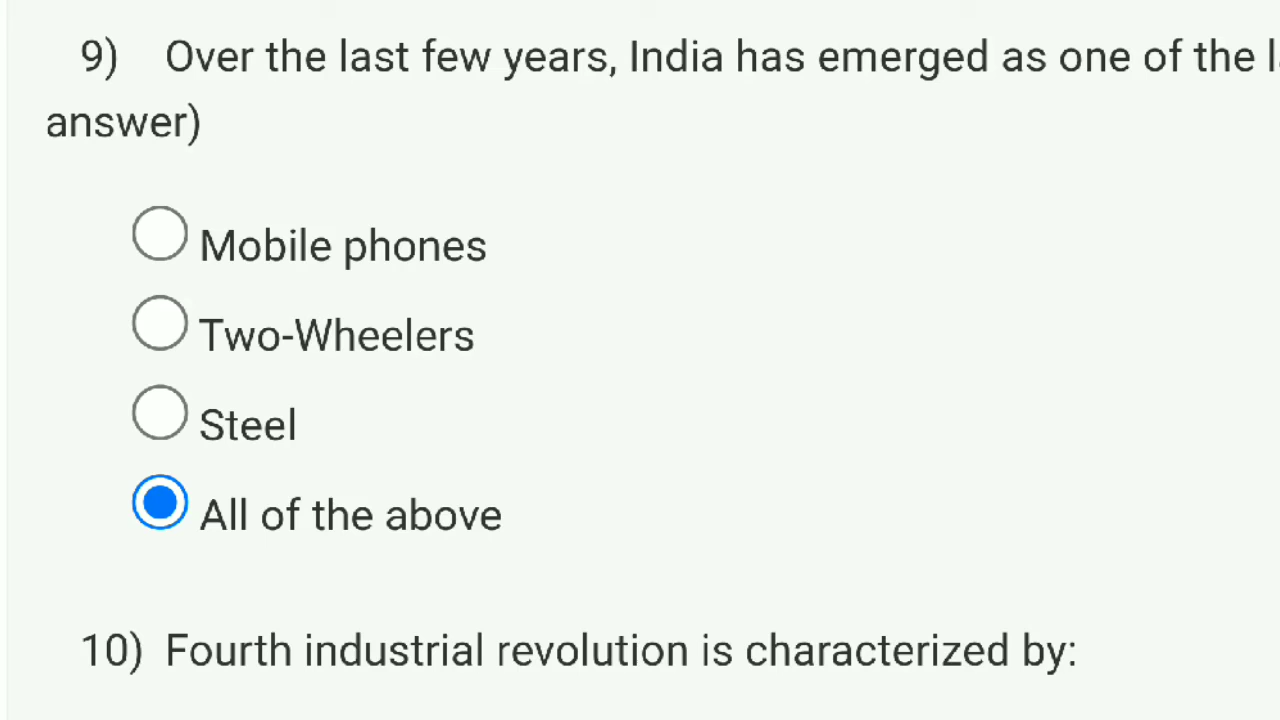 9) Over the last few years, India has emerged as one of the
answer)
Mobile phones
Two-Wheelers
Steel
All of the above
10) Fourth industrial revolution is characterized by: